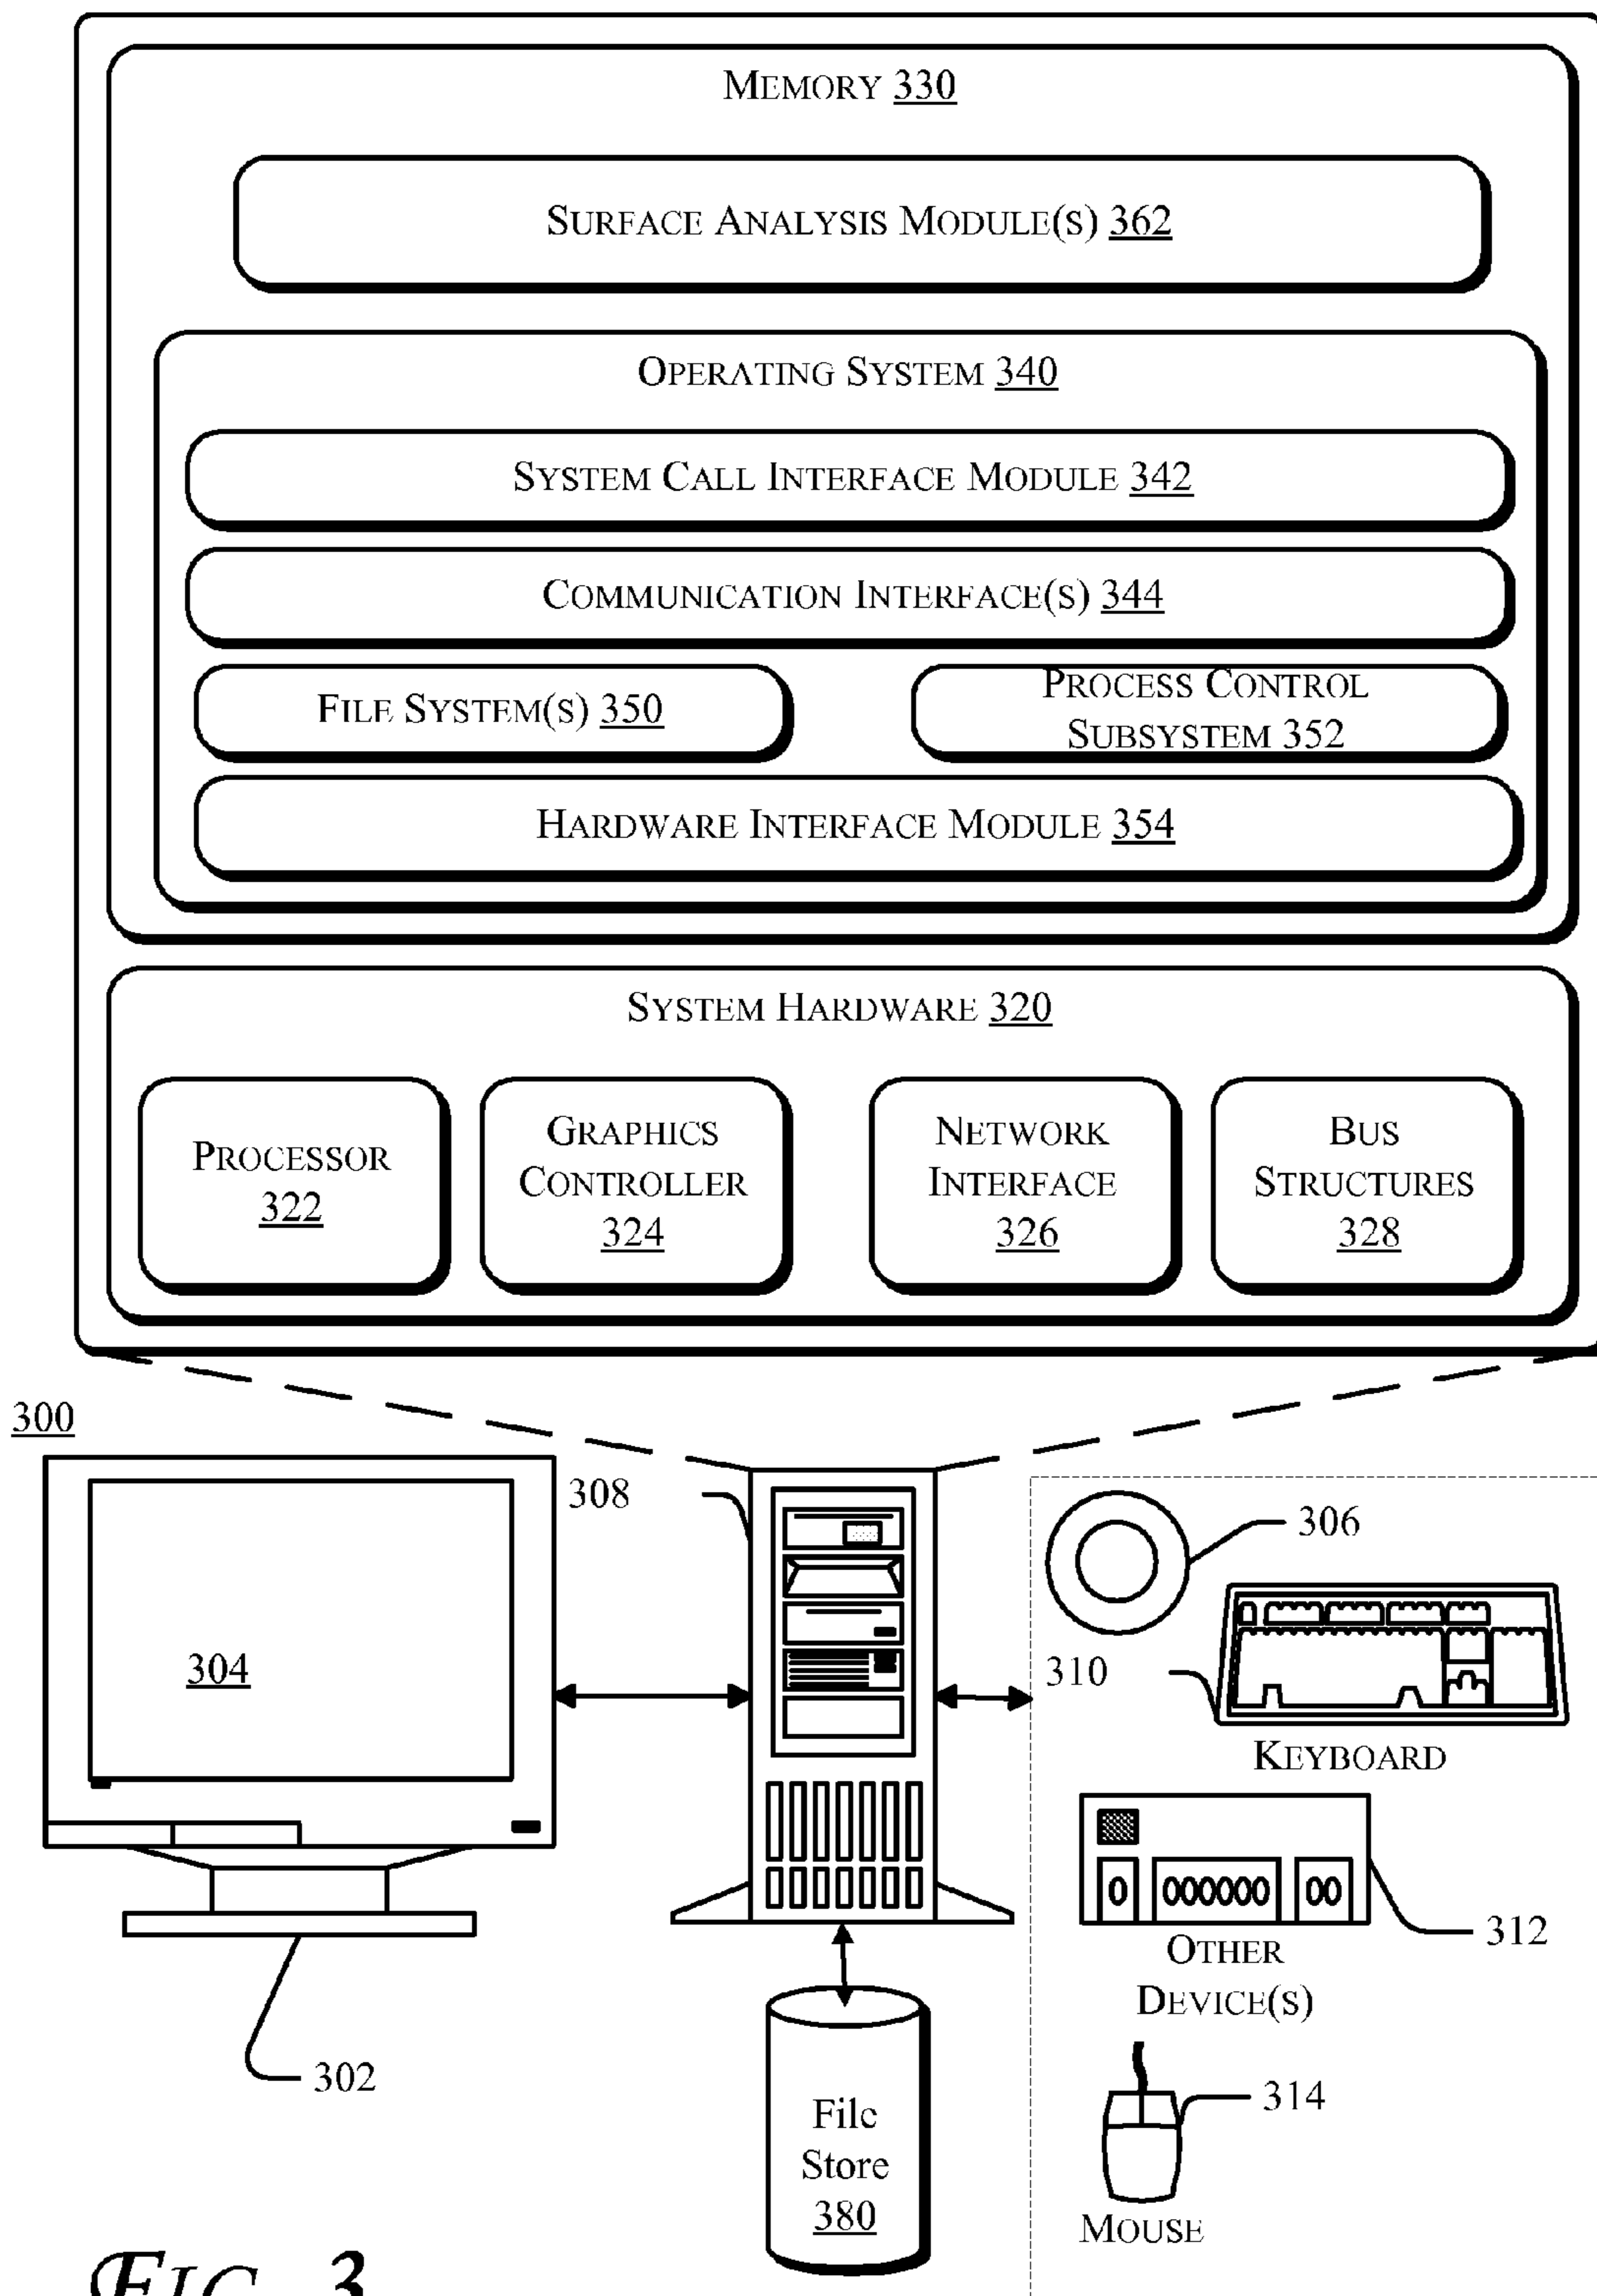 MEMORY 330
SURFACE ANALYSIS MODULE(S) 362
OPERATING SYSTEM 340
SYSTEM CALL INTERFACE MODULE 342
COMMUNICATION INTERFACE(S) 344
FILE SYSTEM(S) 350
PROCESS CONTROL
SUBSYSTEM 352
HARDWARE INTERFACE MODULE 354
SYSTEM HARDWARE 320
PROCESSOR
322
GRAPHICS
CONTROLLER
324
NETWORK
INTERFACE
326
BUS
STRUCTURES
328
300
308
306
304
310
KEYBOARD
312
OTHER
DEVICE(S)
302
314
File
Store
380
MOUSE
FIG. 3